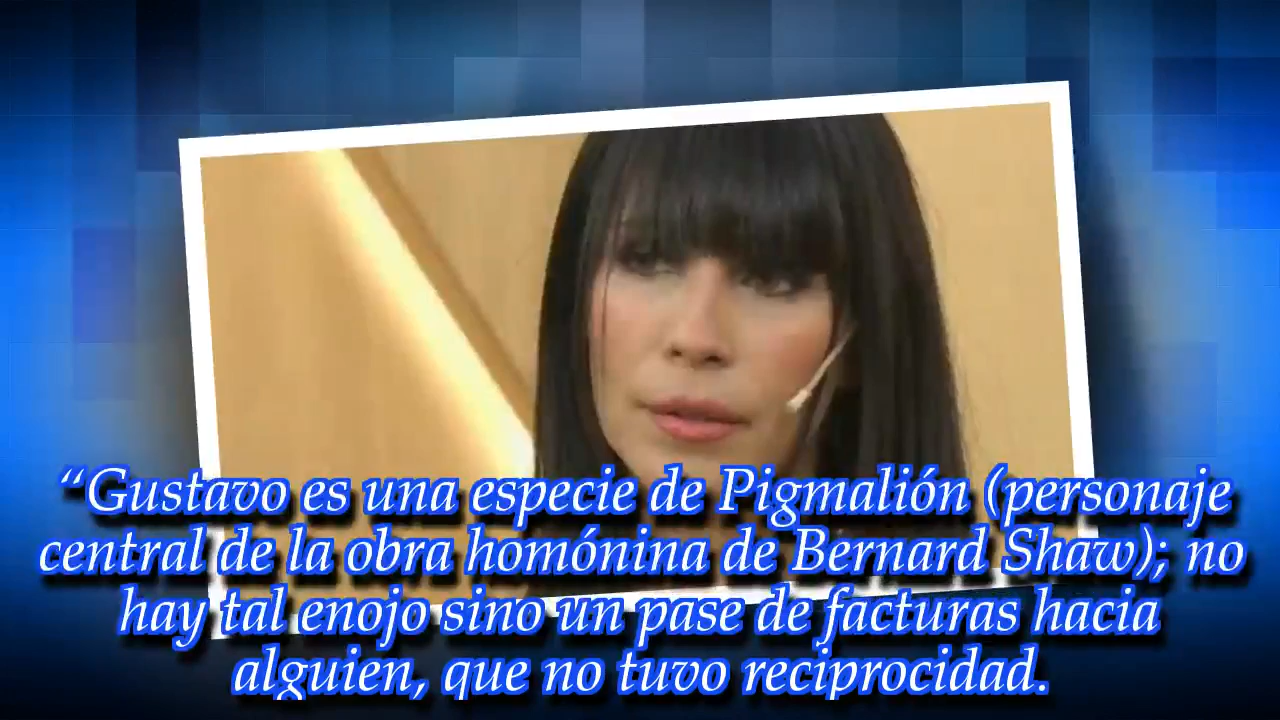 “Gustavo es una especie de Pigmalión (personaje
central de la obra homónina de Bernard Shaw); no
hay tal enojo sino un pase de facturas hacia
alguien, que no tuvo reciprocidad.